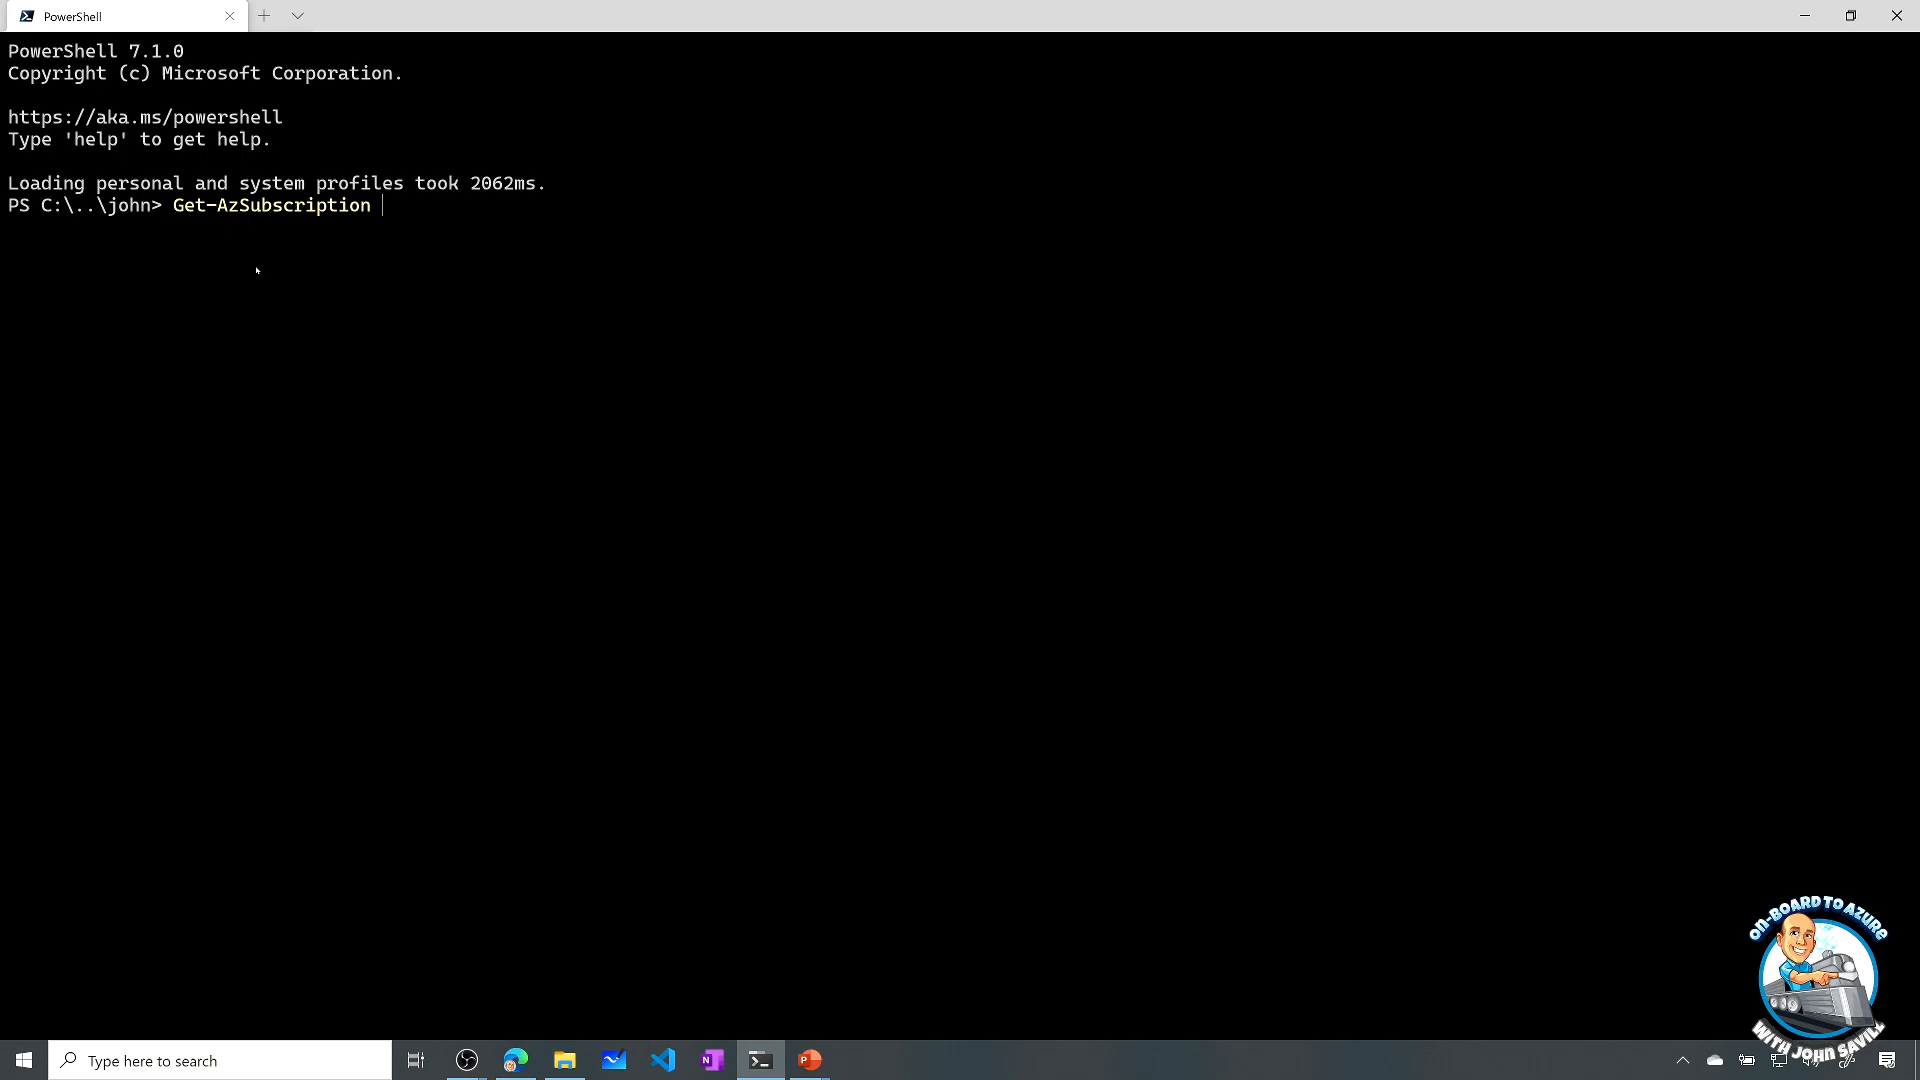 PowerShell
PowerShell 7.1.0
Copyright (c) Microsoft Corporation.
https://aka.ms/powershell
Type 'help' to get help.
Loading personal and system profiles took 2062ms.
PS C:\..\john> Get-AzSubscription
ON-BOARD TO AZURE
WITH JOHN SAVILL
Type here to search